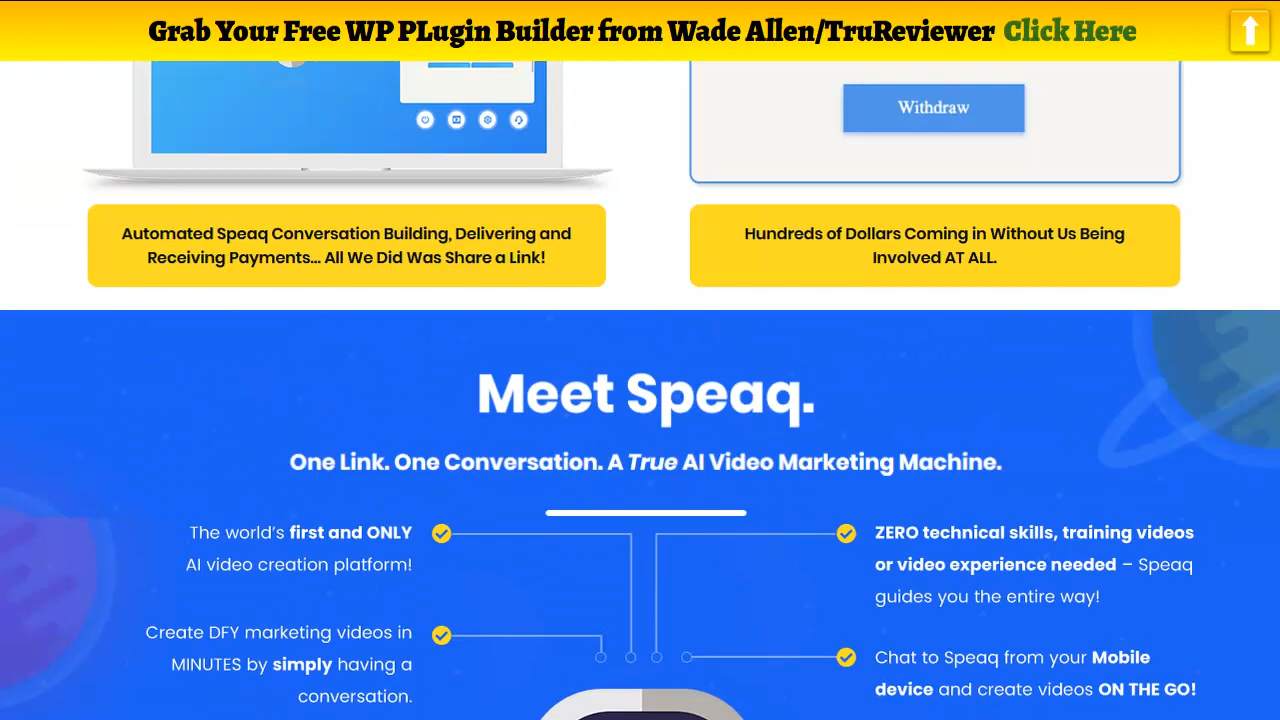 Grab Your Free WP PLugin Builder from Wade Allen/TruReviewer Click Here
Withdraw
Automated Speaq Conversation Building, Delivering and
Receiving Payments... All We Did Was Share a Link!
Hundreds of Dollars Coming in Without Us Being
Involved AT ALL.
Meet Speaq.
One Link. One Conversation. A True AI Video Marketing Machine.
The world's first and ONLY
AI video creation platform!
Create DFY marketing videos in
MINUTES by simply having a
conversation.
ZERO technical skills, training videos
or video experience needed – Speaq
guides you the entire way!
Chat to Speaq from your Mobile
device and create videos ON THE GO!